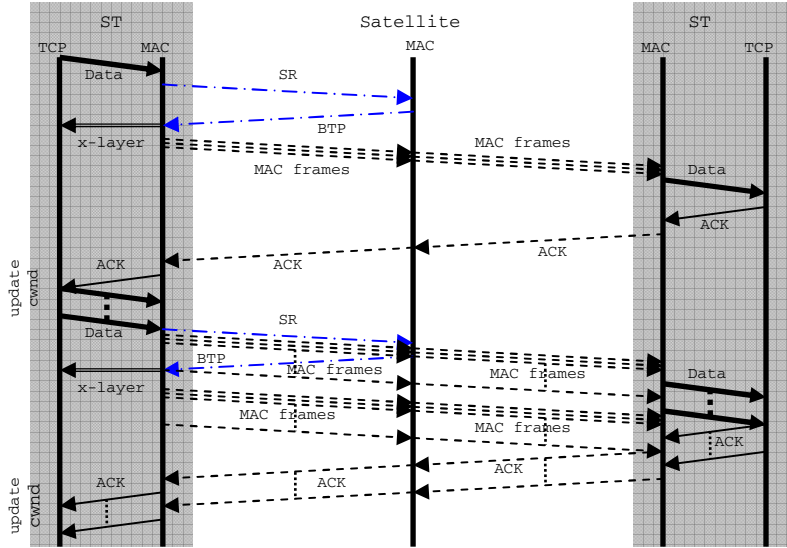 ST
Satellite
ST
TCP
MAC
MAC
MAC
TCP
Data
SR
BTP
x-layer
MAC frames
MAC frames
Data
ACK
ACK
ACK
ACK
update
cwnd
Data
SR
BTP
MAC frames
MAC frames
x-layer
Data
MAC frames
MAC frames
ACK
ACK
ACK
ACK
update
cwnd